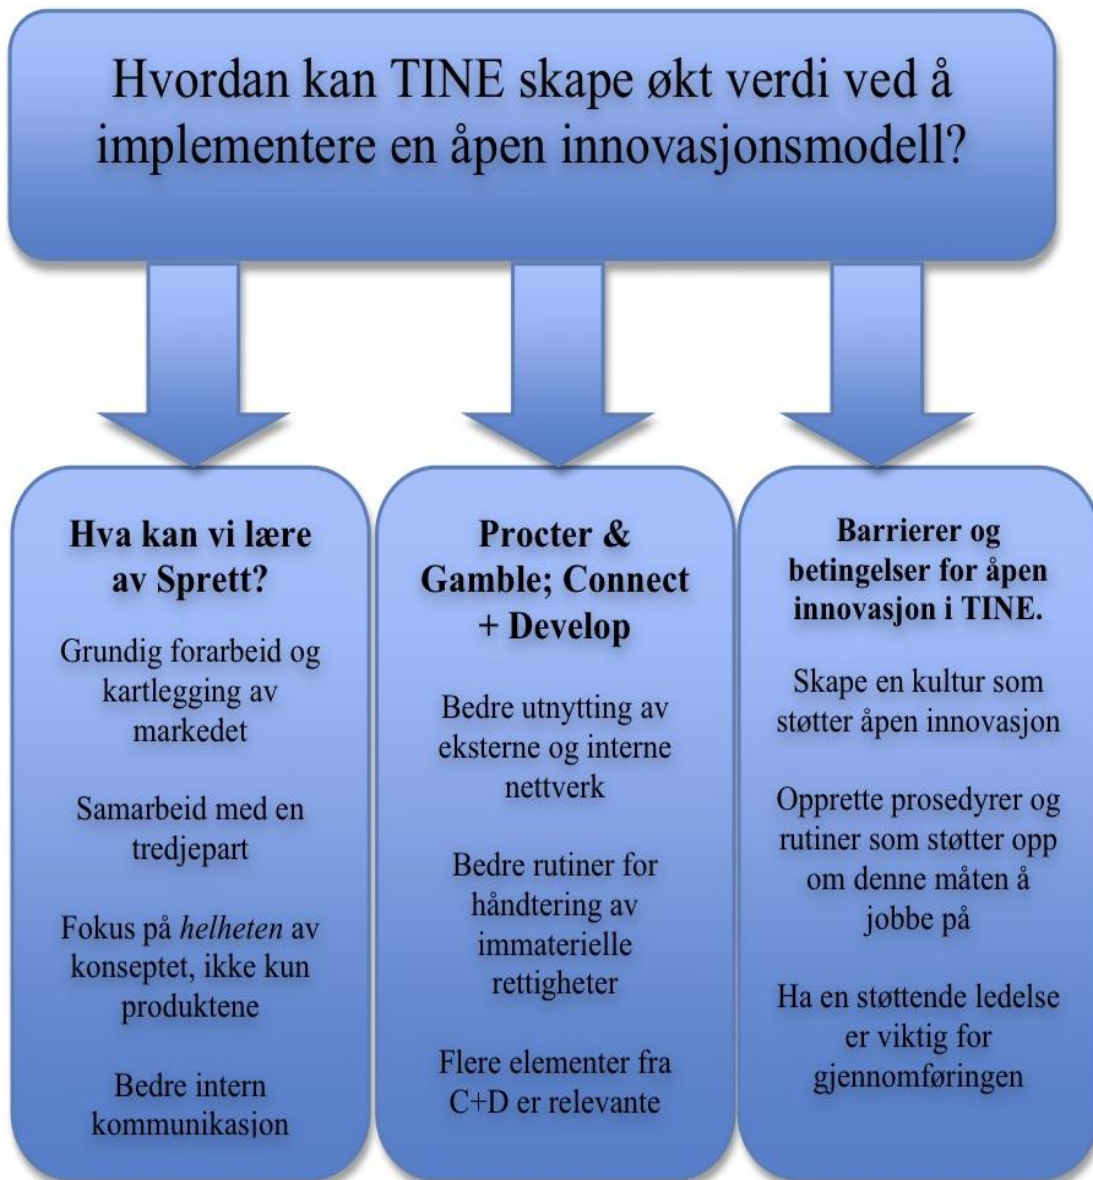 Hvordan kan TINE skape økt verdi ved å
implementere en åpen innovasjonsmodell?
Hva kan vi lære
av Sprett?
Grundig forarbeid og
kartlegging av
markedet
Samarbeid med en
tredjepart
Fokus på helheten av
konseptet, ikke kun
produktene
Bedre intern
kommunikasjon
Procter &
Gamble; Connect
+ Develop
Bedre utnytting av
eksterne og interne
nettverk
Bedre rutiner for
håndtering av
immaterielle
rettigheter
Flere elementer fra
C+D er relevante
Barrierer og
betingelser for åpen
innovasjon i TINE.
Skape en kultur som
støtter åpen innovasjon
Opprette prosedyrer og
rutiner som støtter opp
om denne måten å
jobbe på
Ha en støttende ledelse
er viktig for
gjennomføringen